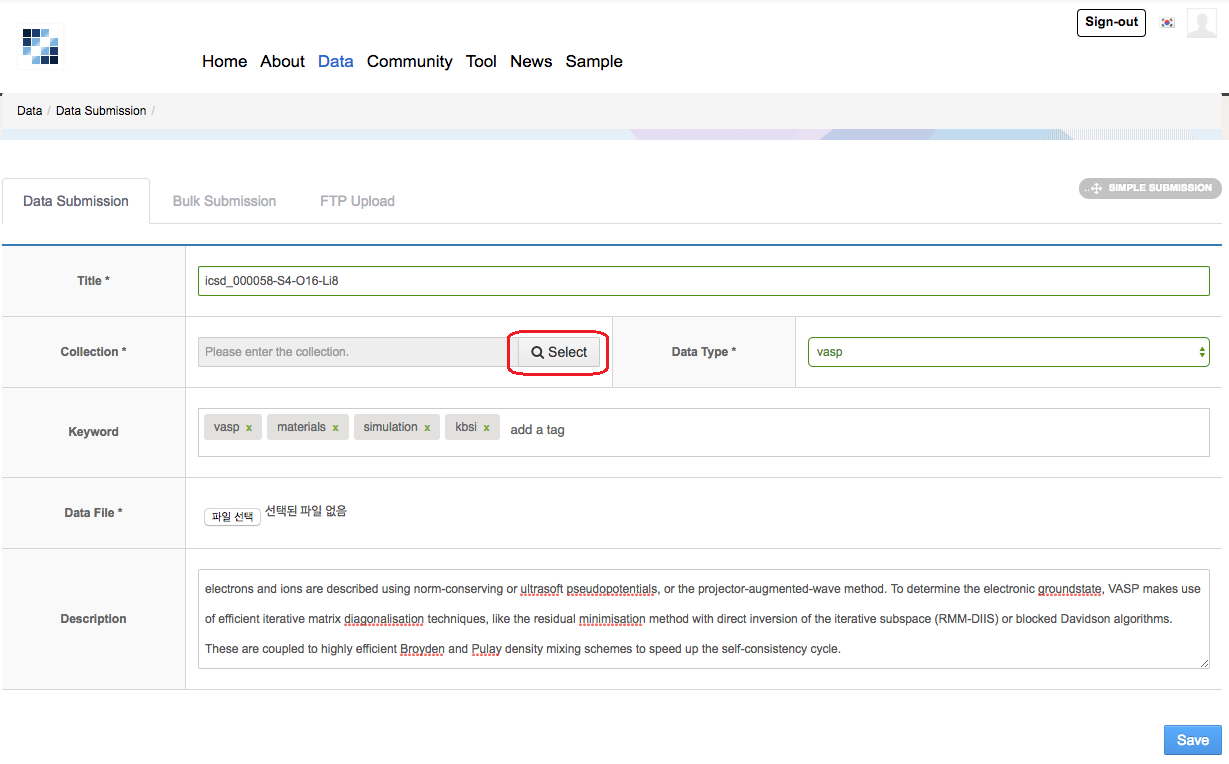 Sign-out
Home About Data Community Tool News Sample
Data / Data Submission /
Data Submission Bulk Submission FTP Upload
SIMPLE SUBMISSION
Title *
icsd_000058-S4-O16-Li8
Collection *
Please enter the collection.
Select
Data Type *
vasp
Keyword
vasp x materials x simulation x kbsi x add a tag
Data File *
파일 선택 선택된 파일 없음
Description
electrons and ions are described using norm-conserving or ultrasoft pseudopotentials, or the projector-augmented-wave method. To determine the electronic groundstate, VASP makes use
of efficient iterative matrix diagonalisation techniques, like the residual minimisation method with direct inversion of the iterative subspace (RMM-DIIS) or blocked Davidson algorithms.
These are coupled to highly efficient Broyden and Pulay density mixing schemes to speed up the self-consistency cycle.
Save